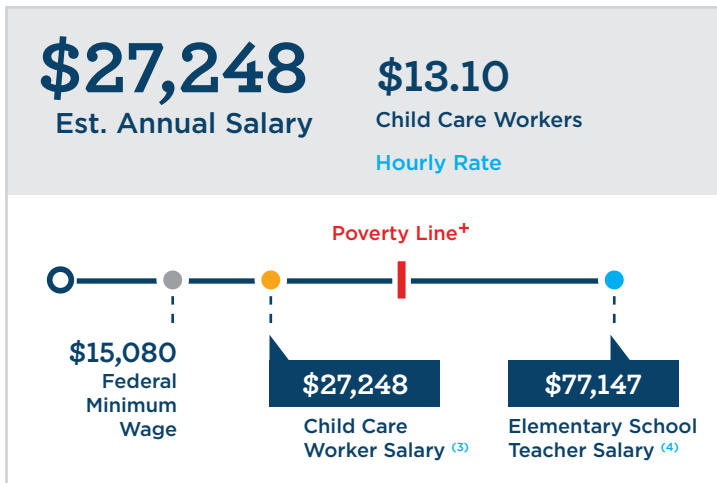 $27,248
Est. Annual Salary
$13.10
Child Care Workers
Hourly Rate
Poverty Line+
$15,080
Federal
Minimum
Wage
$27,248
Child Care
Worker Salary (3)
$77,147
Elementary School
Teacher Salary (4)